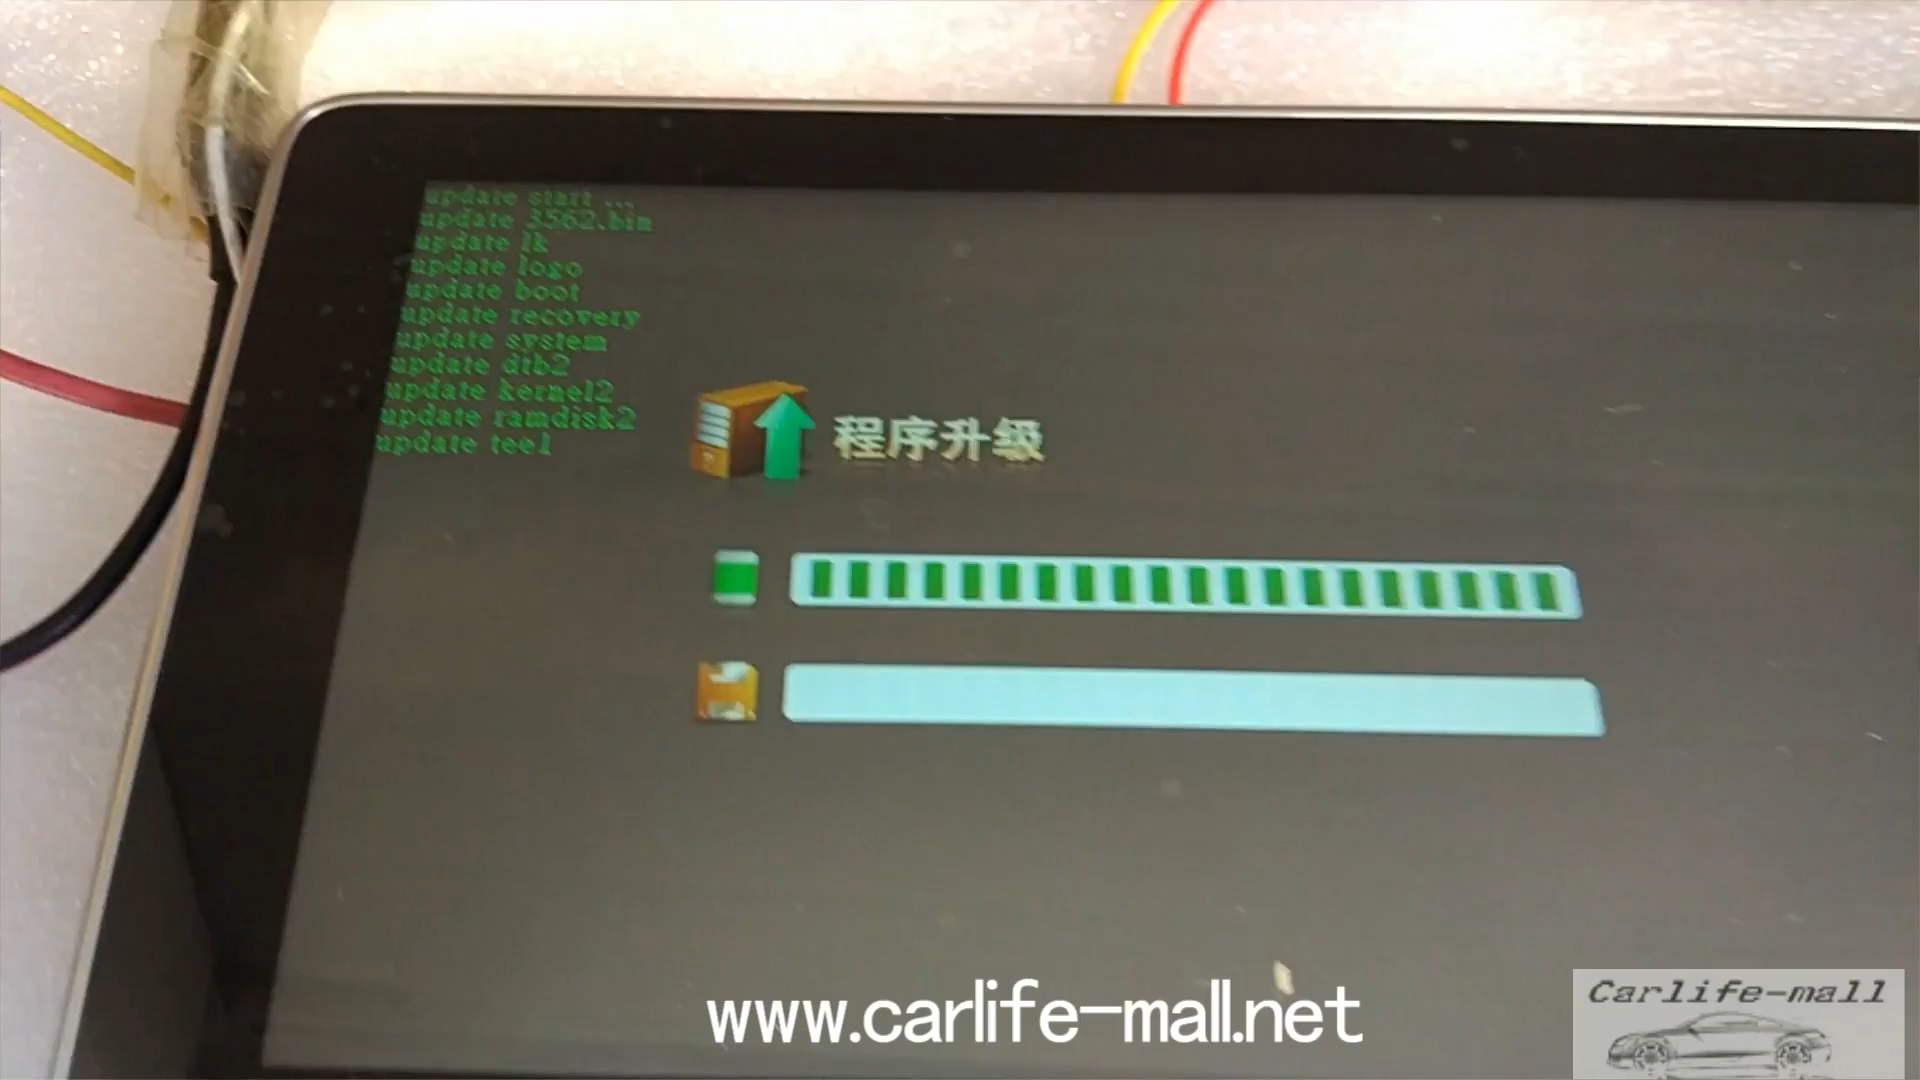 update start ...
update 3562.bin
update lk
update logo
update boot
update recovery
update system
update dtb2
update kernel2
update ramdisk2
update tee1
程序升级
www.carlife-mall.net
Carlife-mall